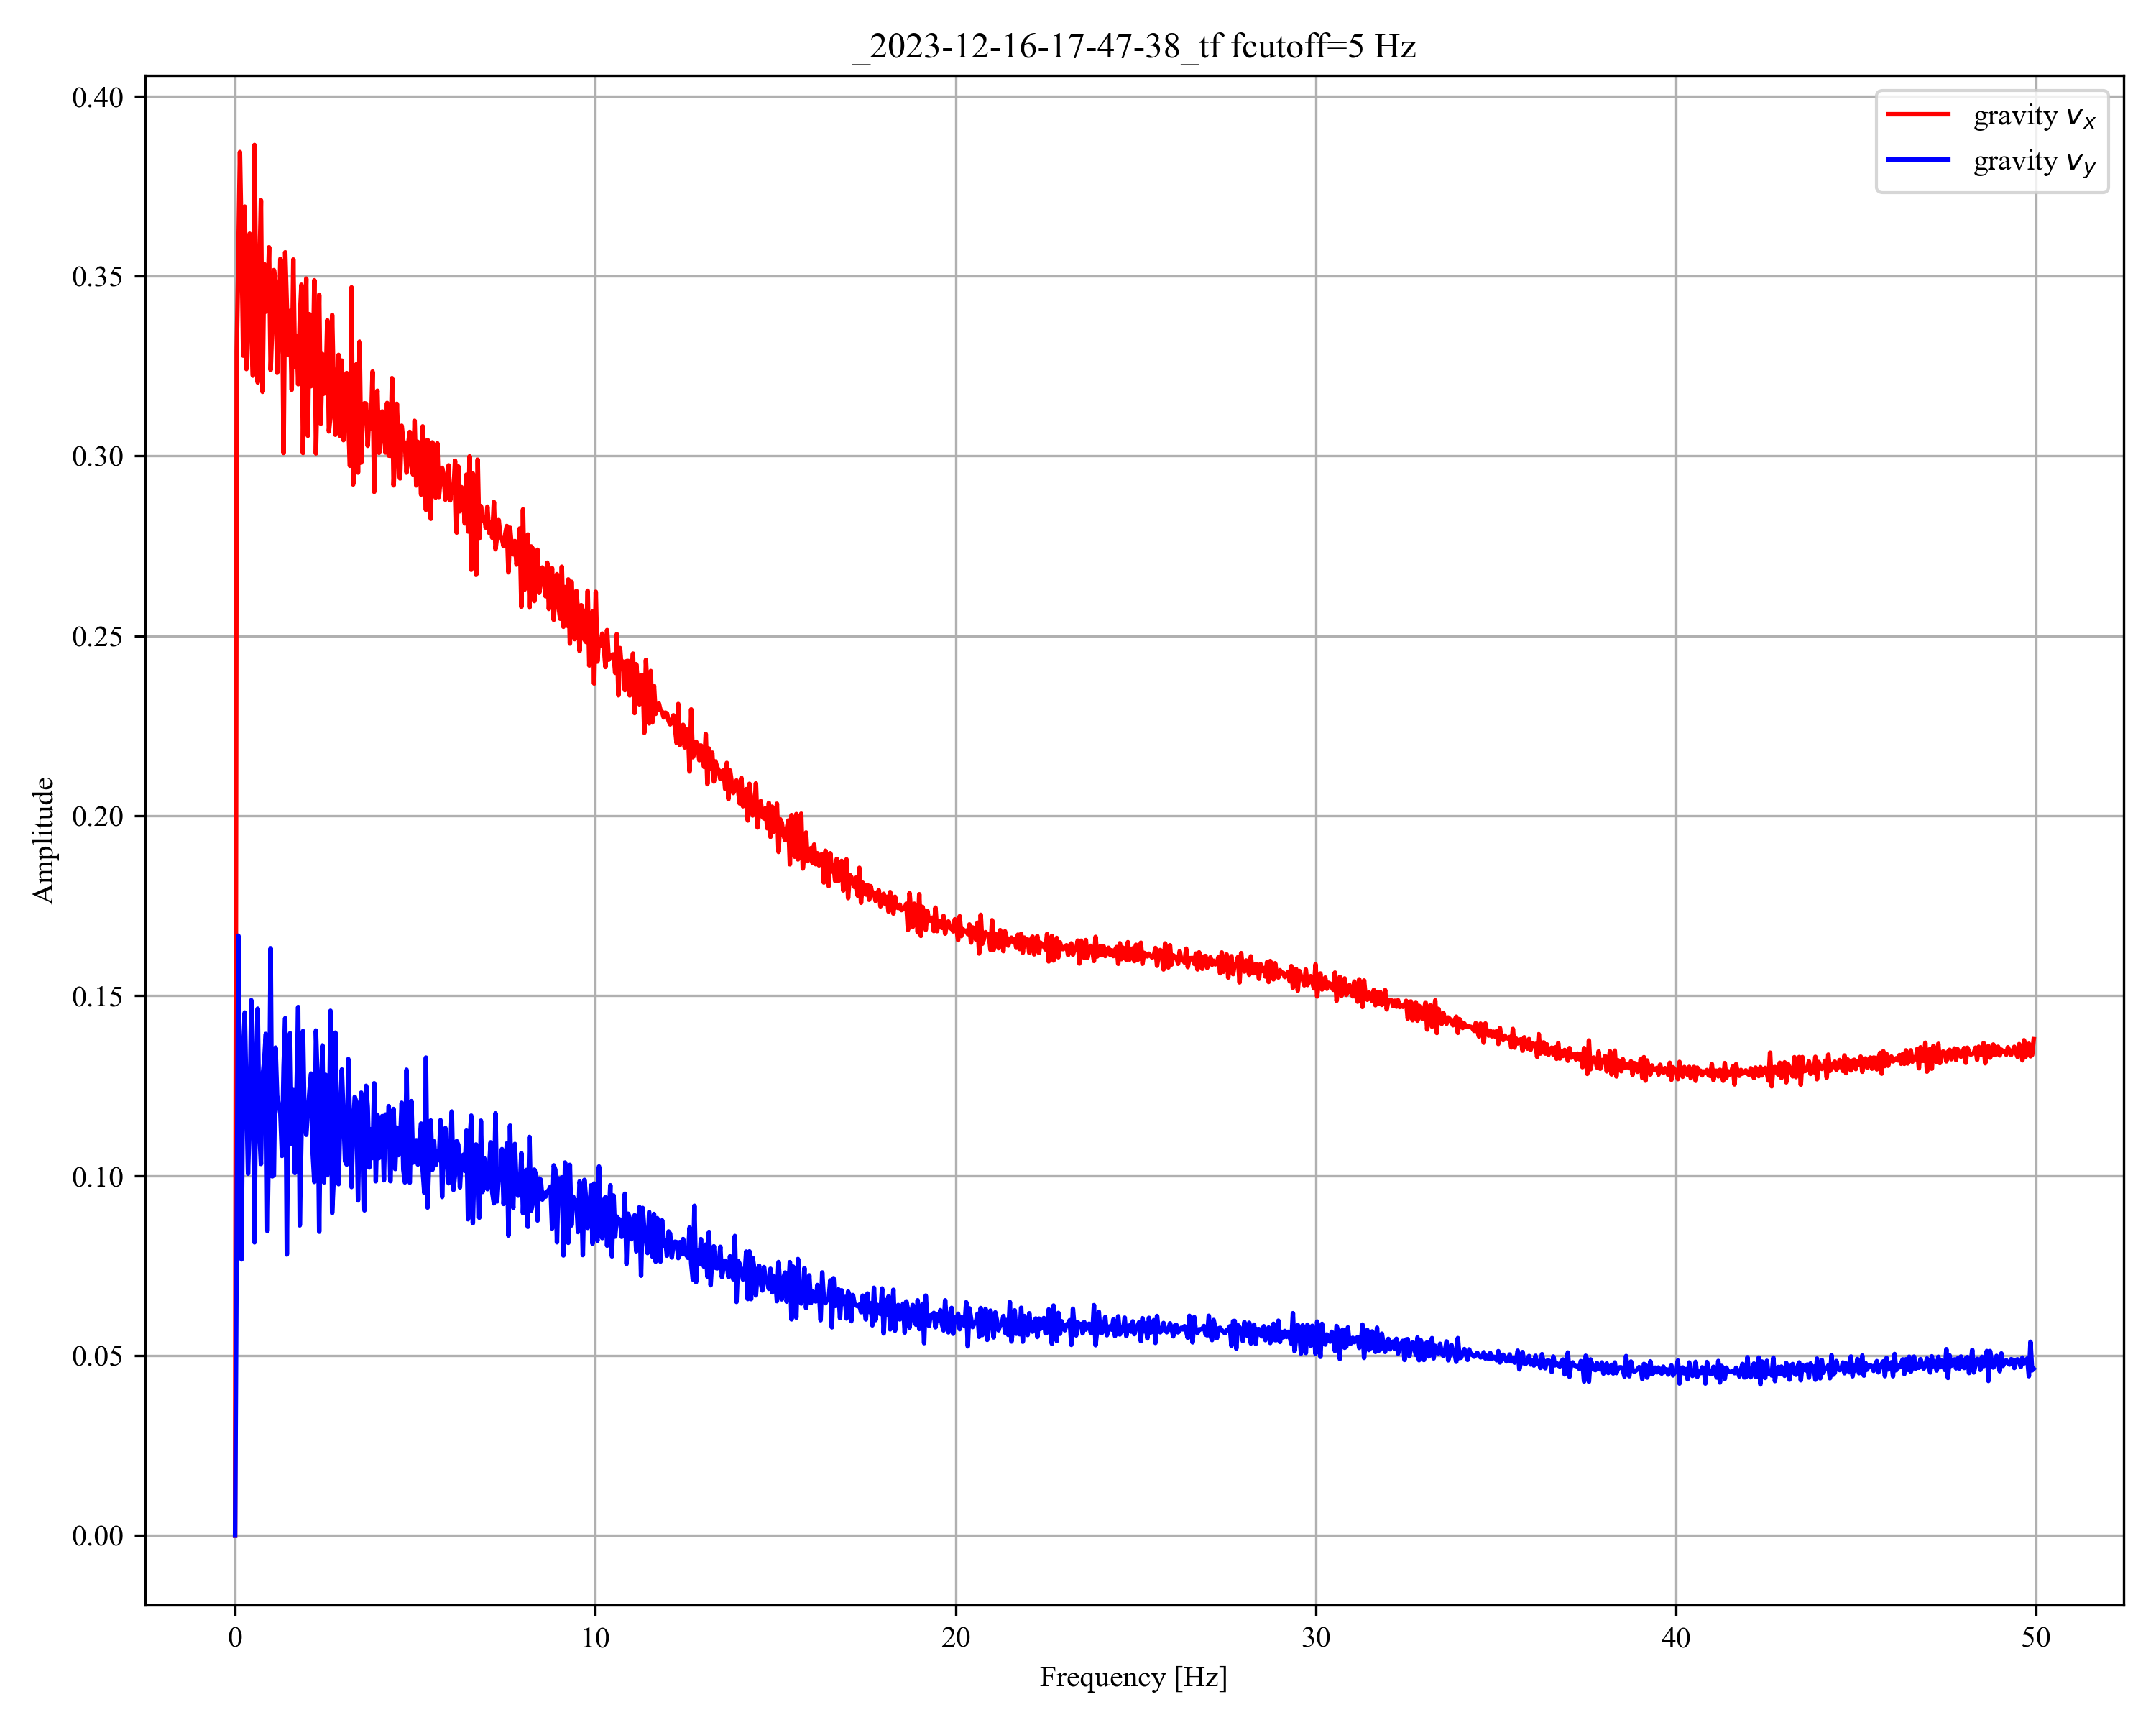 _2023-12-16-17-47-38_tf fcutoff=5 Hz
gravity vₓ
gravity v_y
0.40
0.35
0.30
0.25
0.20
0.15
0.10
0.05
0.00
Amplitude
0 10 20 30 40 50
Frequency [Hz]